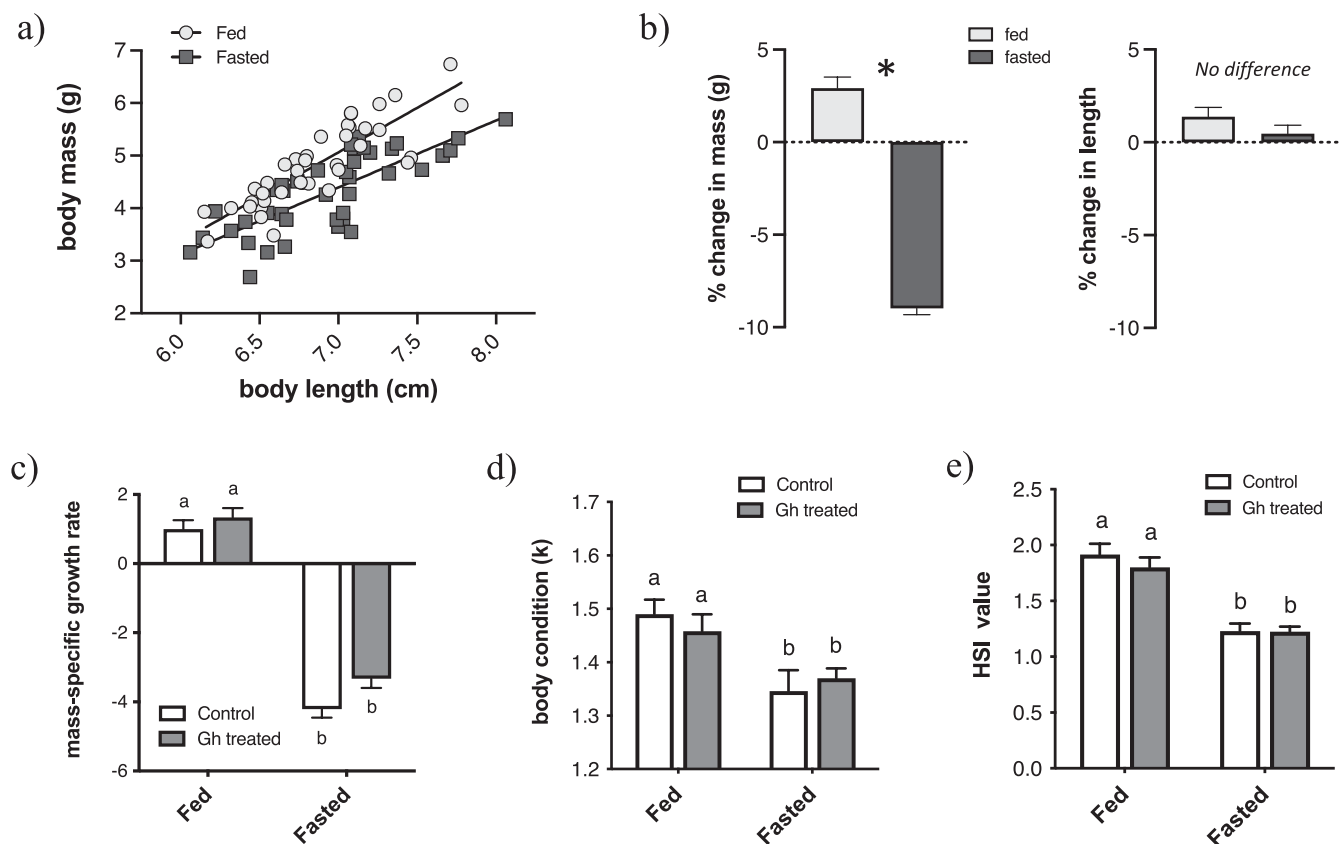 a)
Fed
Fasted
7
6
5
4
3
2
body mass (g)
6.0 6.5 7.0 7.5 8.0
body length (cm)
b)
fed
fasted
5
0
-5
-10
% change in mass (g)
*
5
0
-5
-10
% change in length
No difference
c)
2
0
-2
-4
-6
mass-specific growth rate
a a
b b
Control
Gh treated
Fed Fasted
d)
Control
Gh treated
1.7
1.6
1.5
1.4
1.3
1.2
body condition (k)
a a b b
Fed Fasted
e)
Control
Gh treated
2.5
2.0
1.5
1.0
0.5
0.0
HSI value
a a b b
Fed Fasted